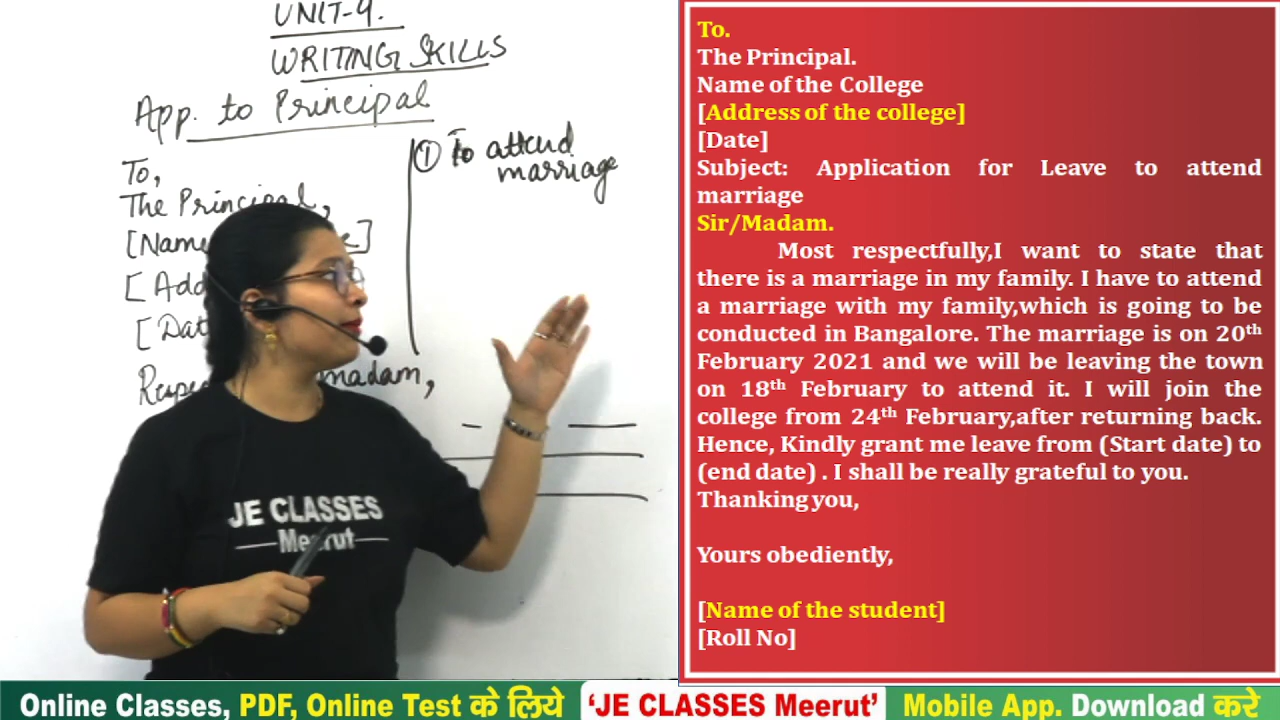 UNIT-4.
WRITING SKILLS
App. to Principal
To,
The Principal,
[Name
[Add
[Dat
madam,
① To attend
marriage
JE CLASSES
Meerut
To.
The Principal.
Name of the College
[Address of the college]
[Date]
Subject: Application for Leave to attend
marriage
Sir/Madam.
Most respectfully,I want to state that
there is a marriage in my family. I have to attend
a marriage with my family,which is going to be
conducted in Bangalore. The marriage is on 20th
February 2021 and we will be leaving the town
on 18th February to attend it. I will join the
college from 24th February,after returning back.
Hence, Kindly grant me leave from (Start date) to
(end date) . I shall be really grateful to you.
Thanking you,
Yours obediently,
[Name of the student]
[Roll No]
Online Classes, PDF, Online Test के लिये 'JE CLASSES Meerut' Mobile App. Download करे